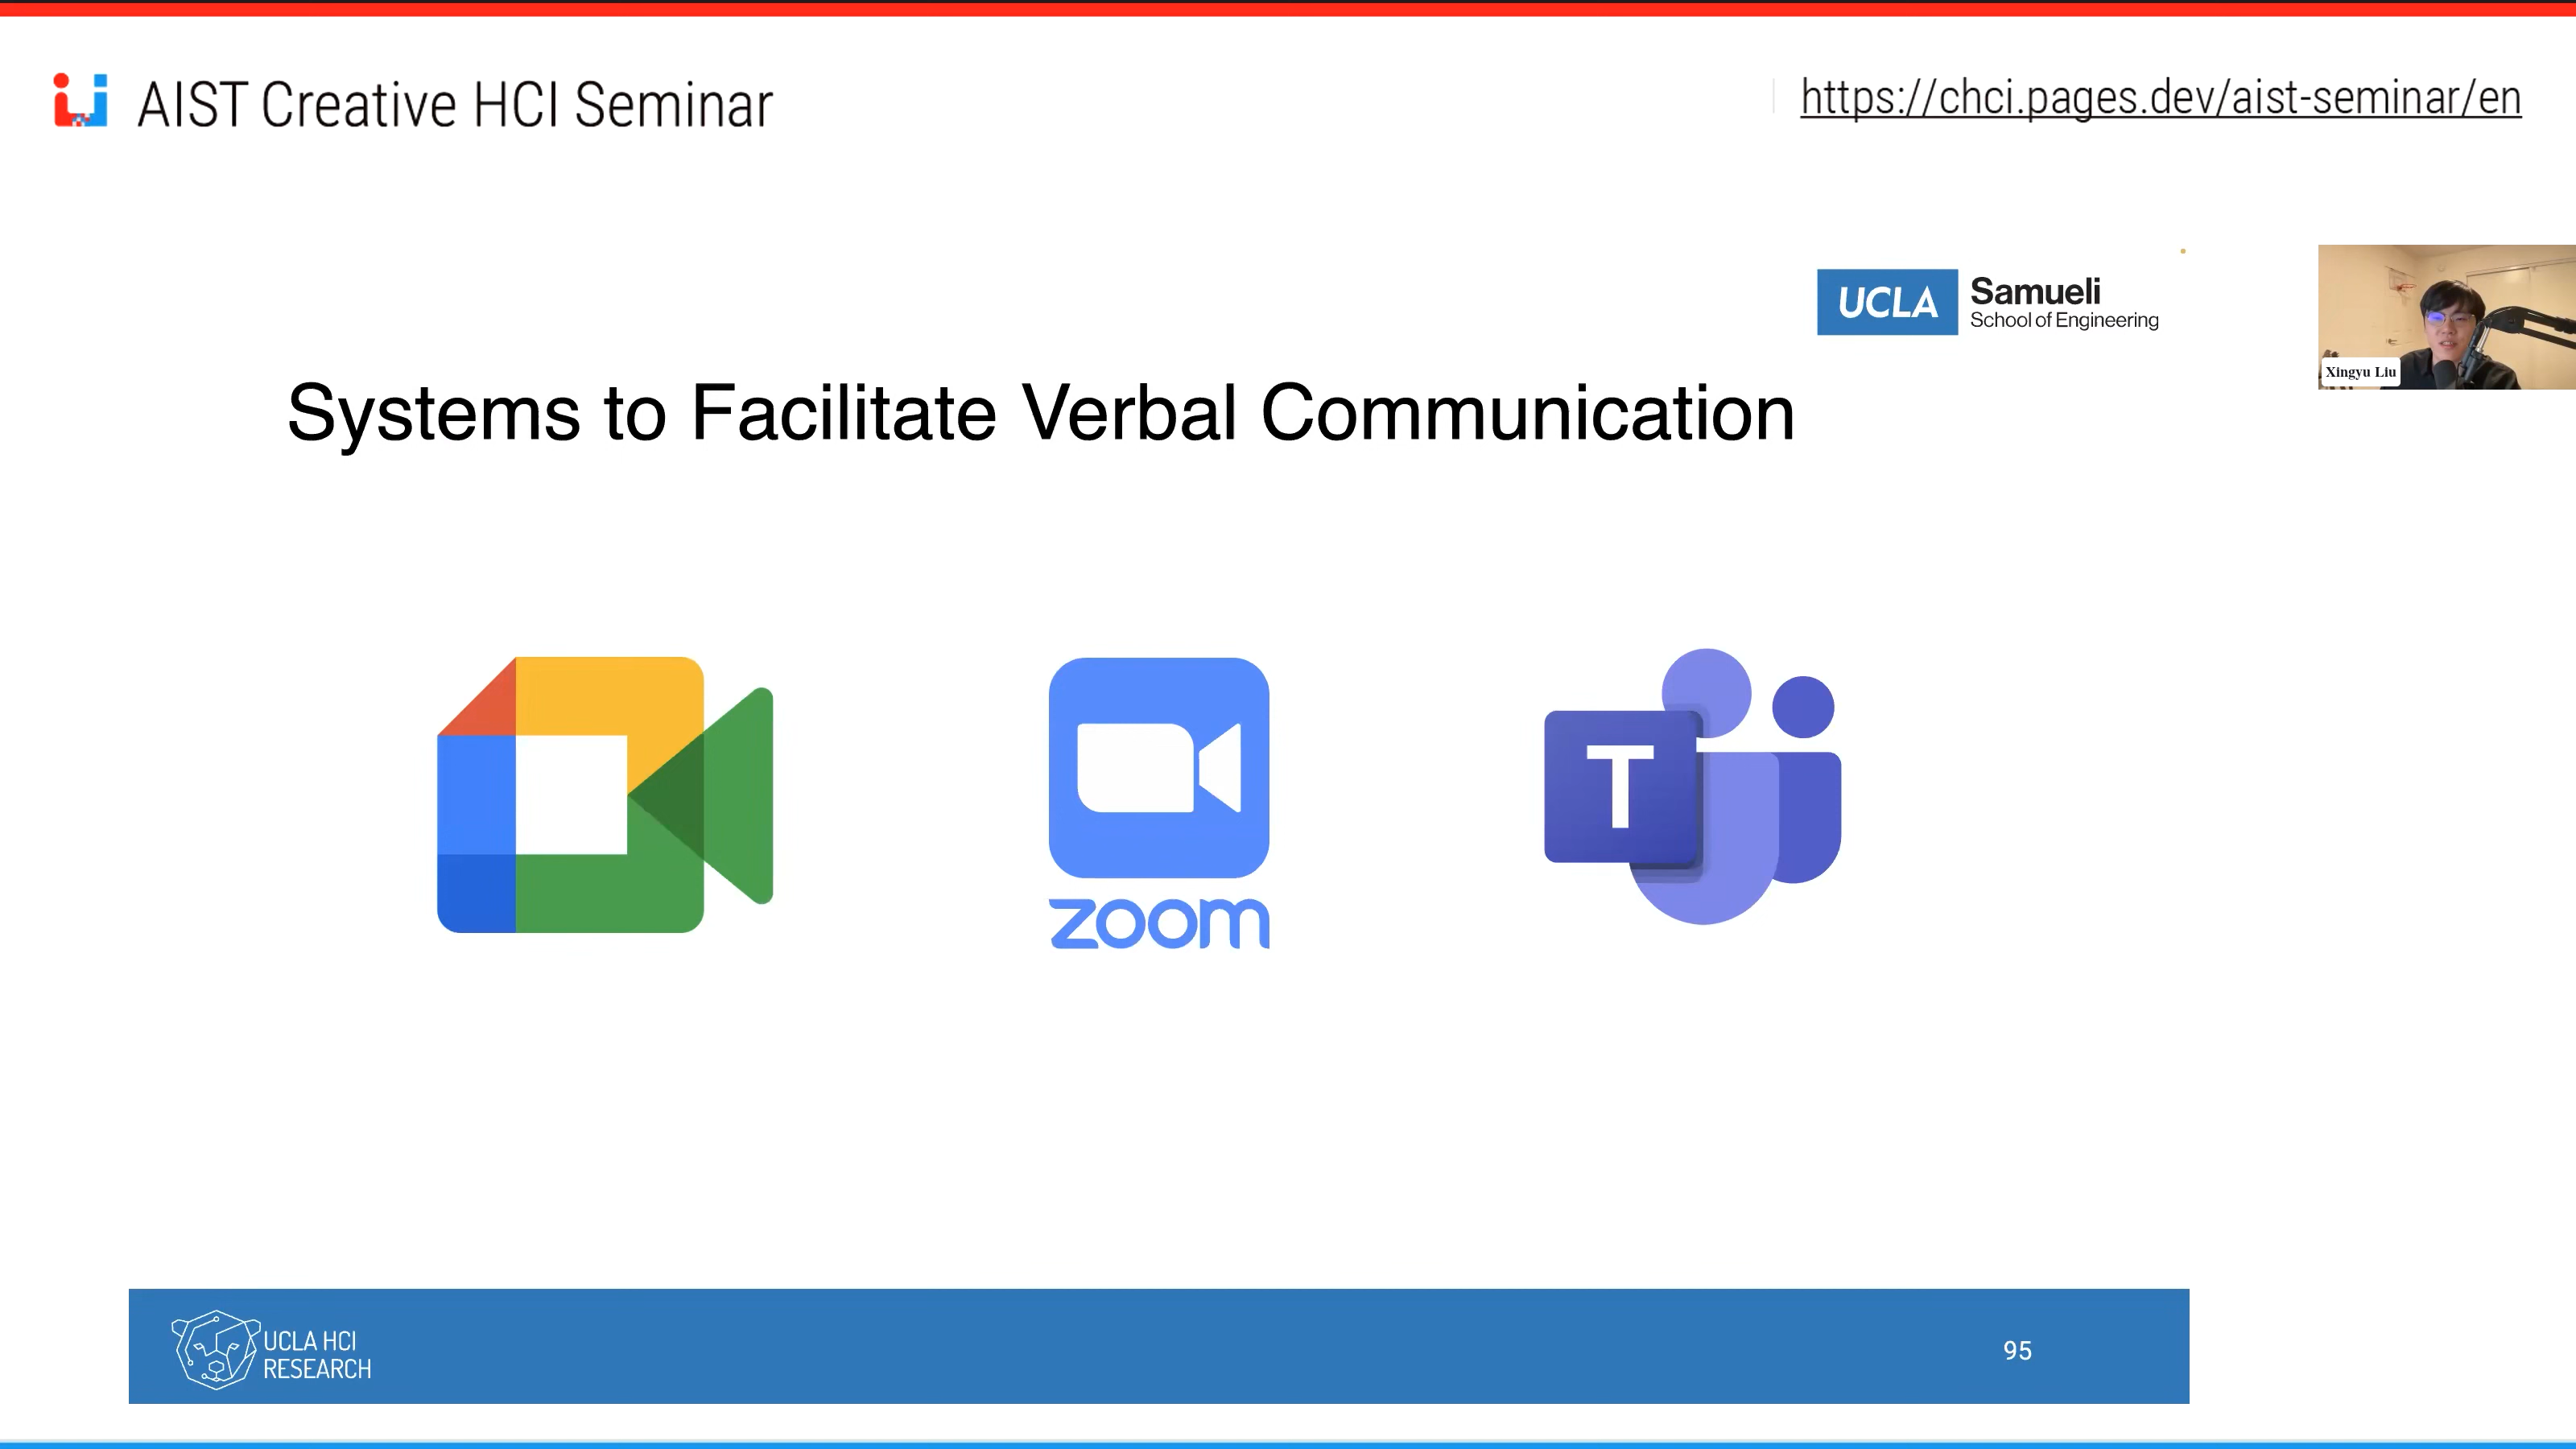 AIST Creative HCI Seminar
https://chci.pages.dev/aist-seminar/en
UCLA Samueli
School of Engineering
Xingyu Liu
Systems to Facilitate Verbal Communication
T
zoom
UCLA HCI
RESEARCH
95